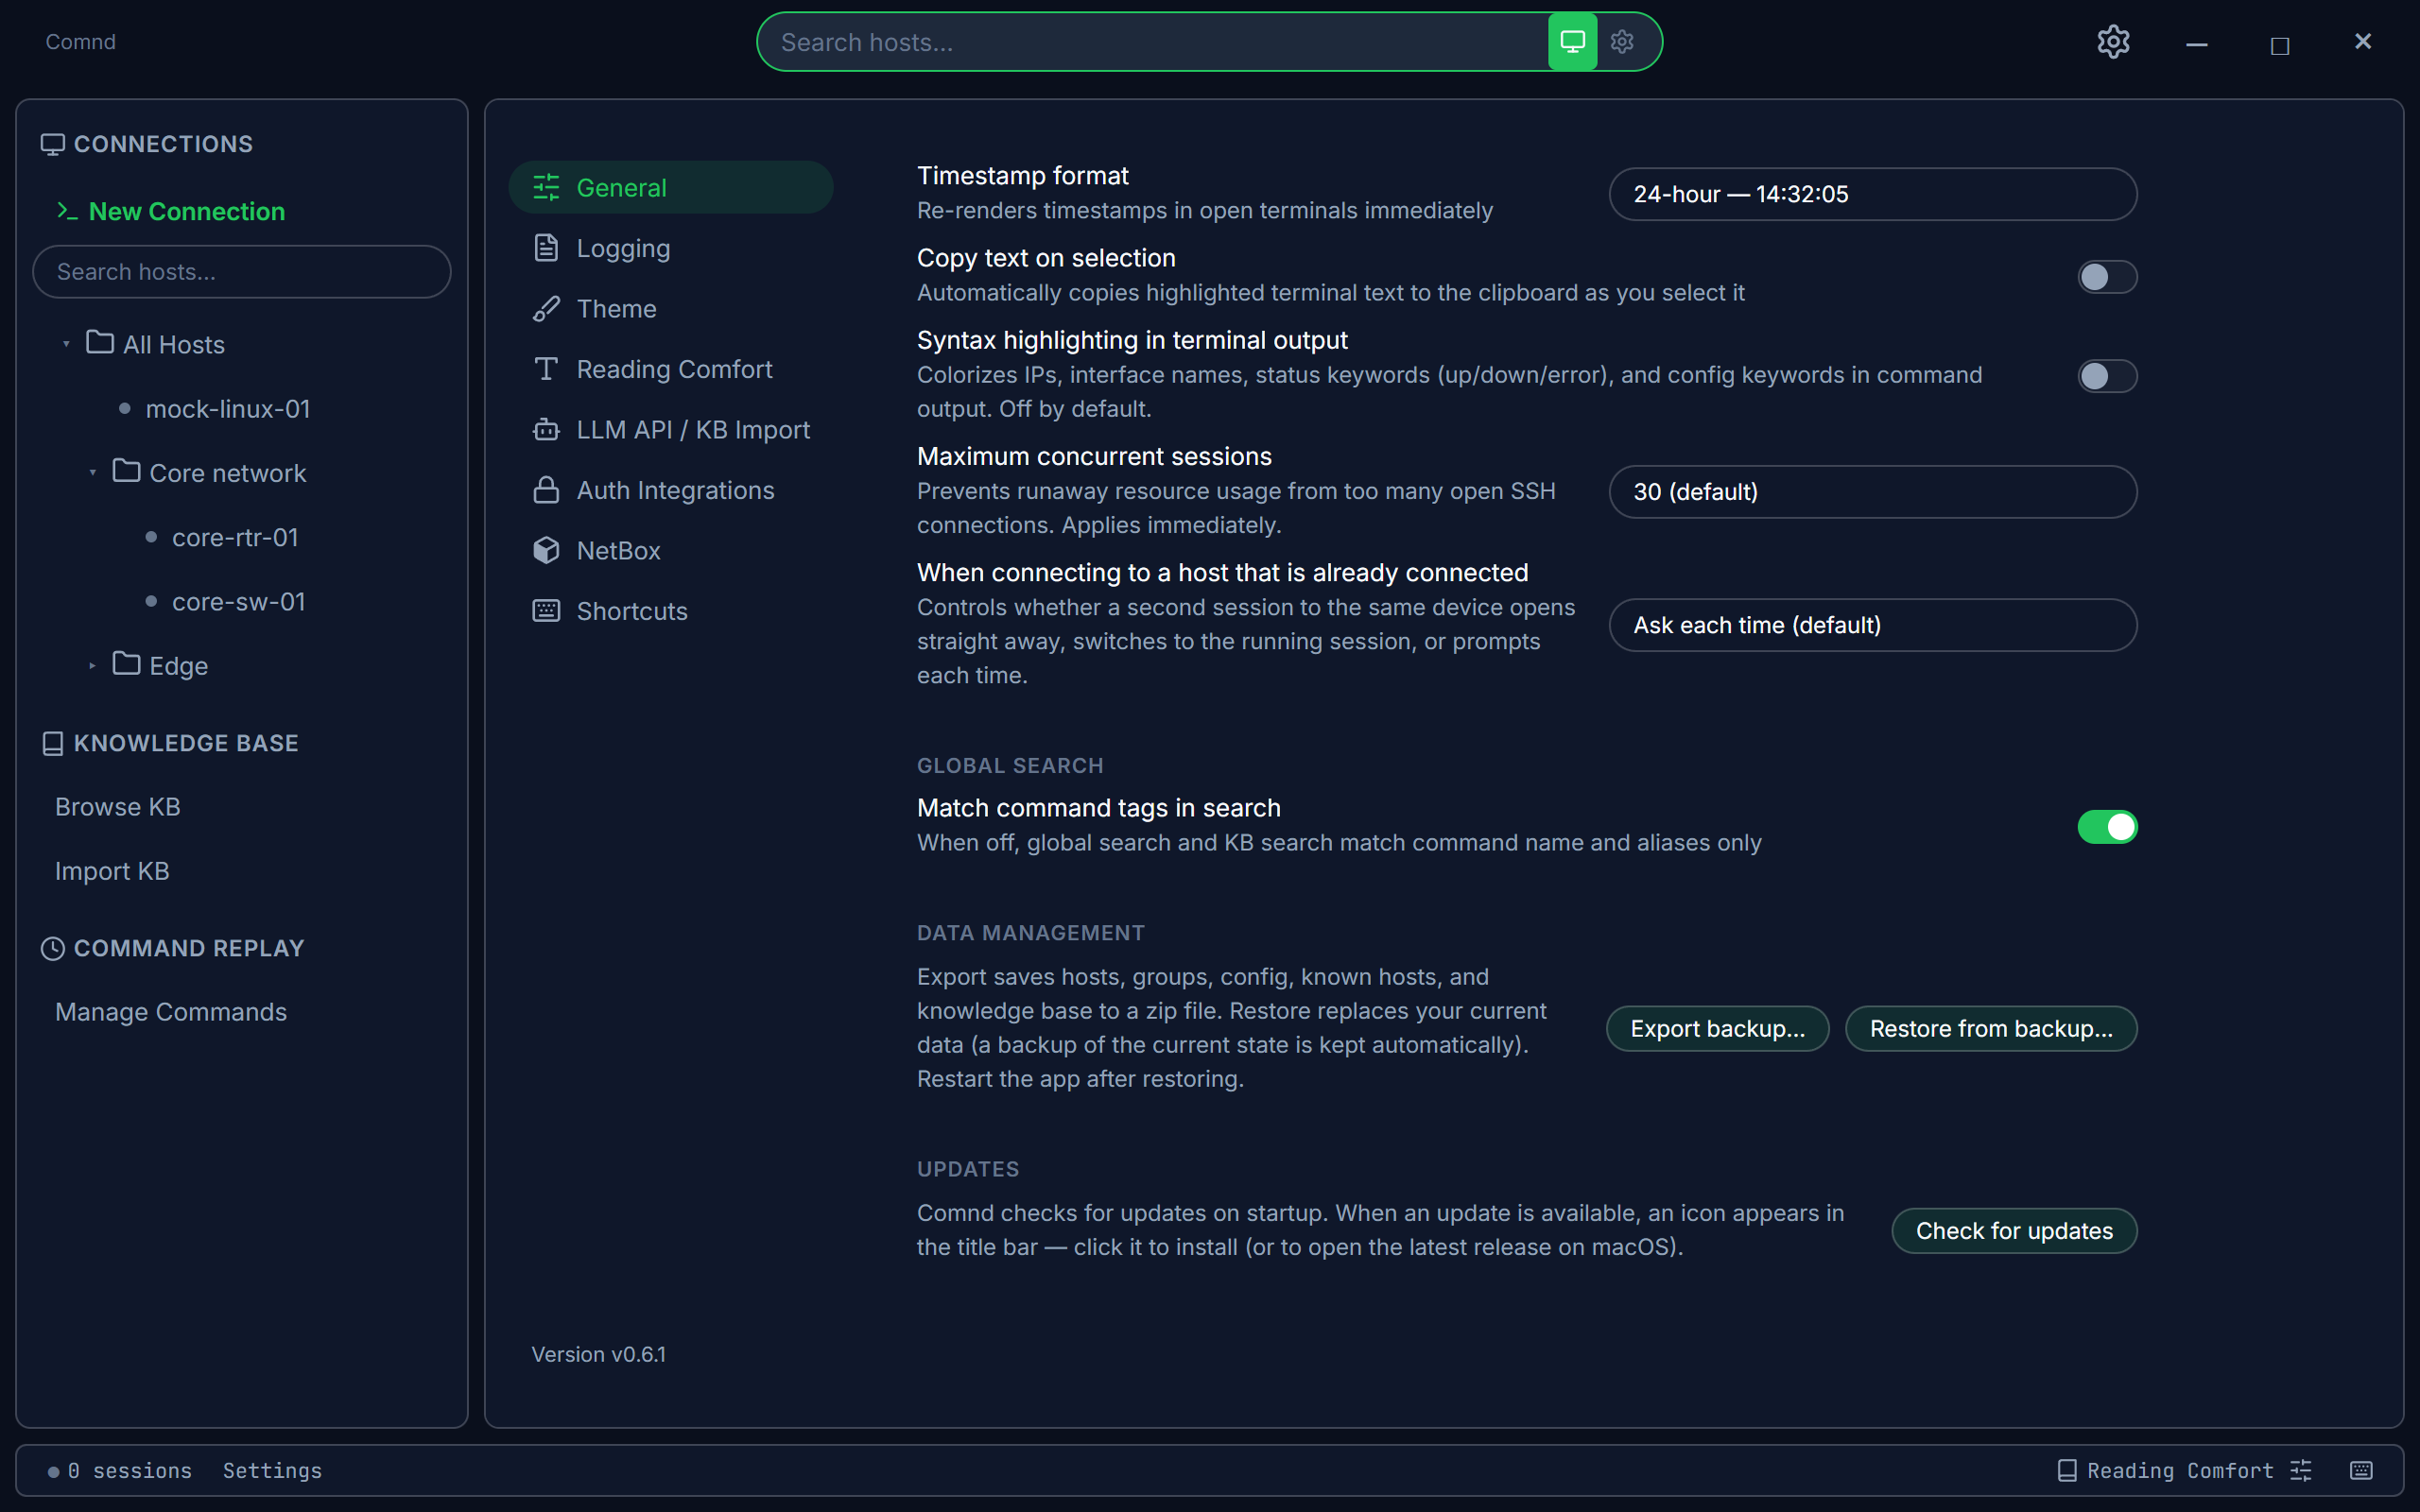 Comnd
Search hosts...
CONNECTIONS
New Connection
Search hosts...
All Hosts
mock-linux-01
Core network
core-rtr-01
core-sw-01
Edge
KNOWLEDGE BASE
Browse KB
Import KB
COMMAND REPLAY
Manage Commands
General
Logging
Theme
Reading Comfort
LLM API / KB Import
Auth Integrations
NetBox
Shortcuts
Version v0.6.1
Timestamp format
Re-renders timestamps in open terminals immediately
24-hour — 14:32:05
Copy text on selection
Automatically copies highlighted terminal text to the clipboard as you select it
Syntax highlighting in terminal output
Colorizes IPs, interface names, status keywords (up/down/error), and config keywords in command
output. Off by default.
Maximum concurrent sessions
Prevents runaway resource usage from too many open SSH
connections. Applies immediately.
30 (default)
When connecting to a host that is already connected
Controls whether a second session to the same device opens
straight away, switches to the running session, or prompts
each time.
Ask each time (default)
GLOBAL SEARCH
Match command tags in search
When off, global search and KB search match command name and aliases only
DATA MANAGEMENT
Export saves hosts, groups, config, known hosts, and
knowledge base to a zip file. Restore replaces your current
data (a backup of the current state is kept automatically).
Restart the app after restoring.
Export backup...
Restore from backup...
UPDATES
Comnd checks for updates on startup. When an update is available, an icon appears in
the title bar — click it to install (or to open the latest release on macOS).
Check for updates
0 sessions
Settings
Reading Comfort